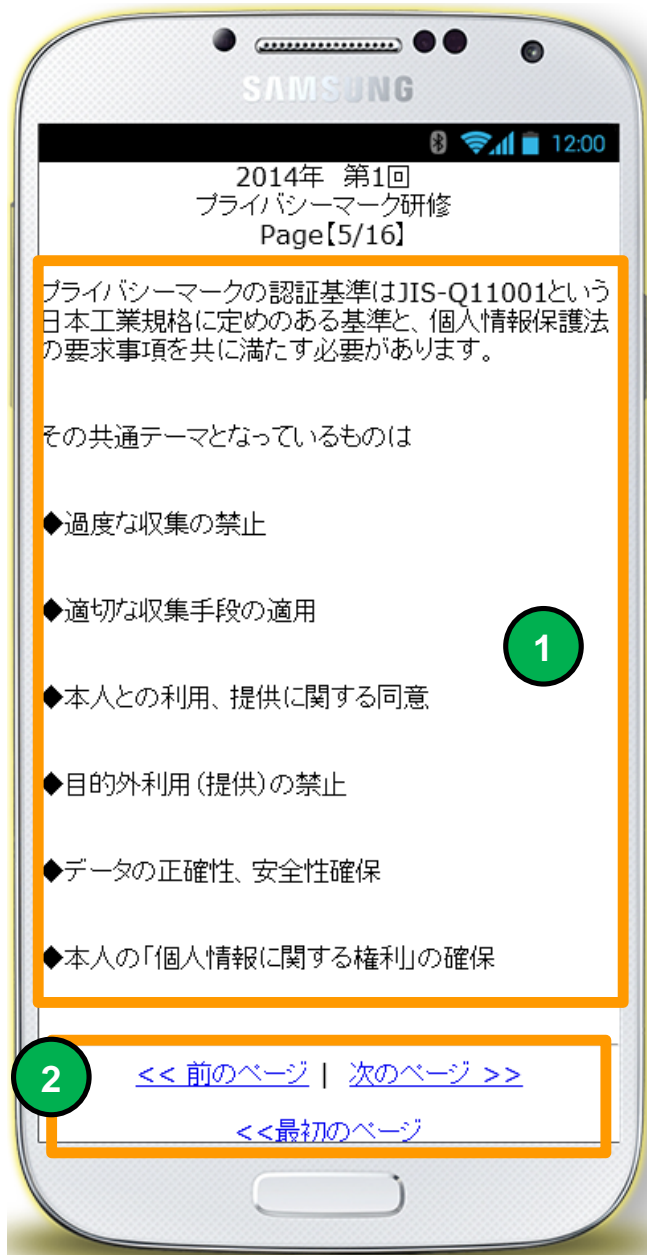 SAMSUNG
12:00
2014年 第1回
プライバシーマーク研修
Page【5/16】
プライバシーマークの認証基準はJIS-Q11001という
日本工業規格に定めのある基準と、個人情報保護法
の要求事項を共に満たす必要があります。
その共通テーマとなっているものは
◆過度な収集の禁止
◆適切な収集手段の適用
1
◆本人との利用、提供に関する同意
◆目的外利用(提供)の禁止
◆データの正確性、安全性確保
◆本人の「個人情報に関する権利」の確保
2
<< 前のページ | 次のページ >>
<<最初のページ